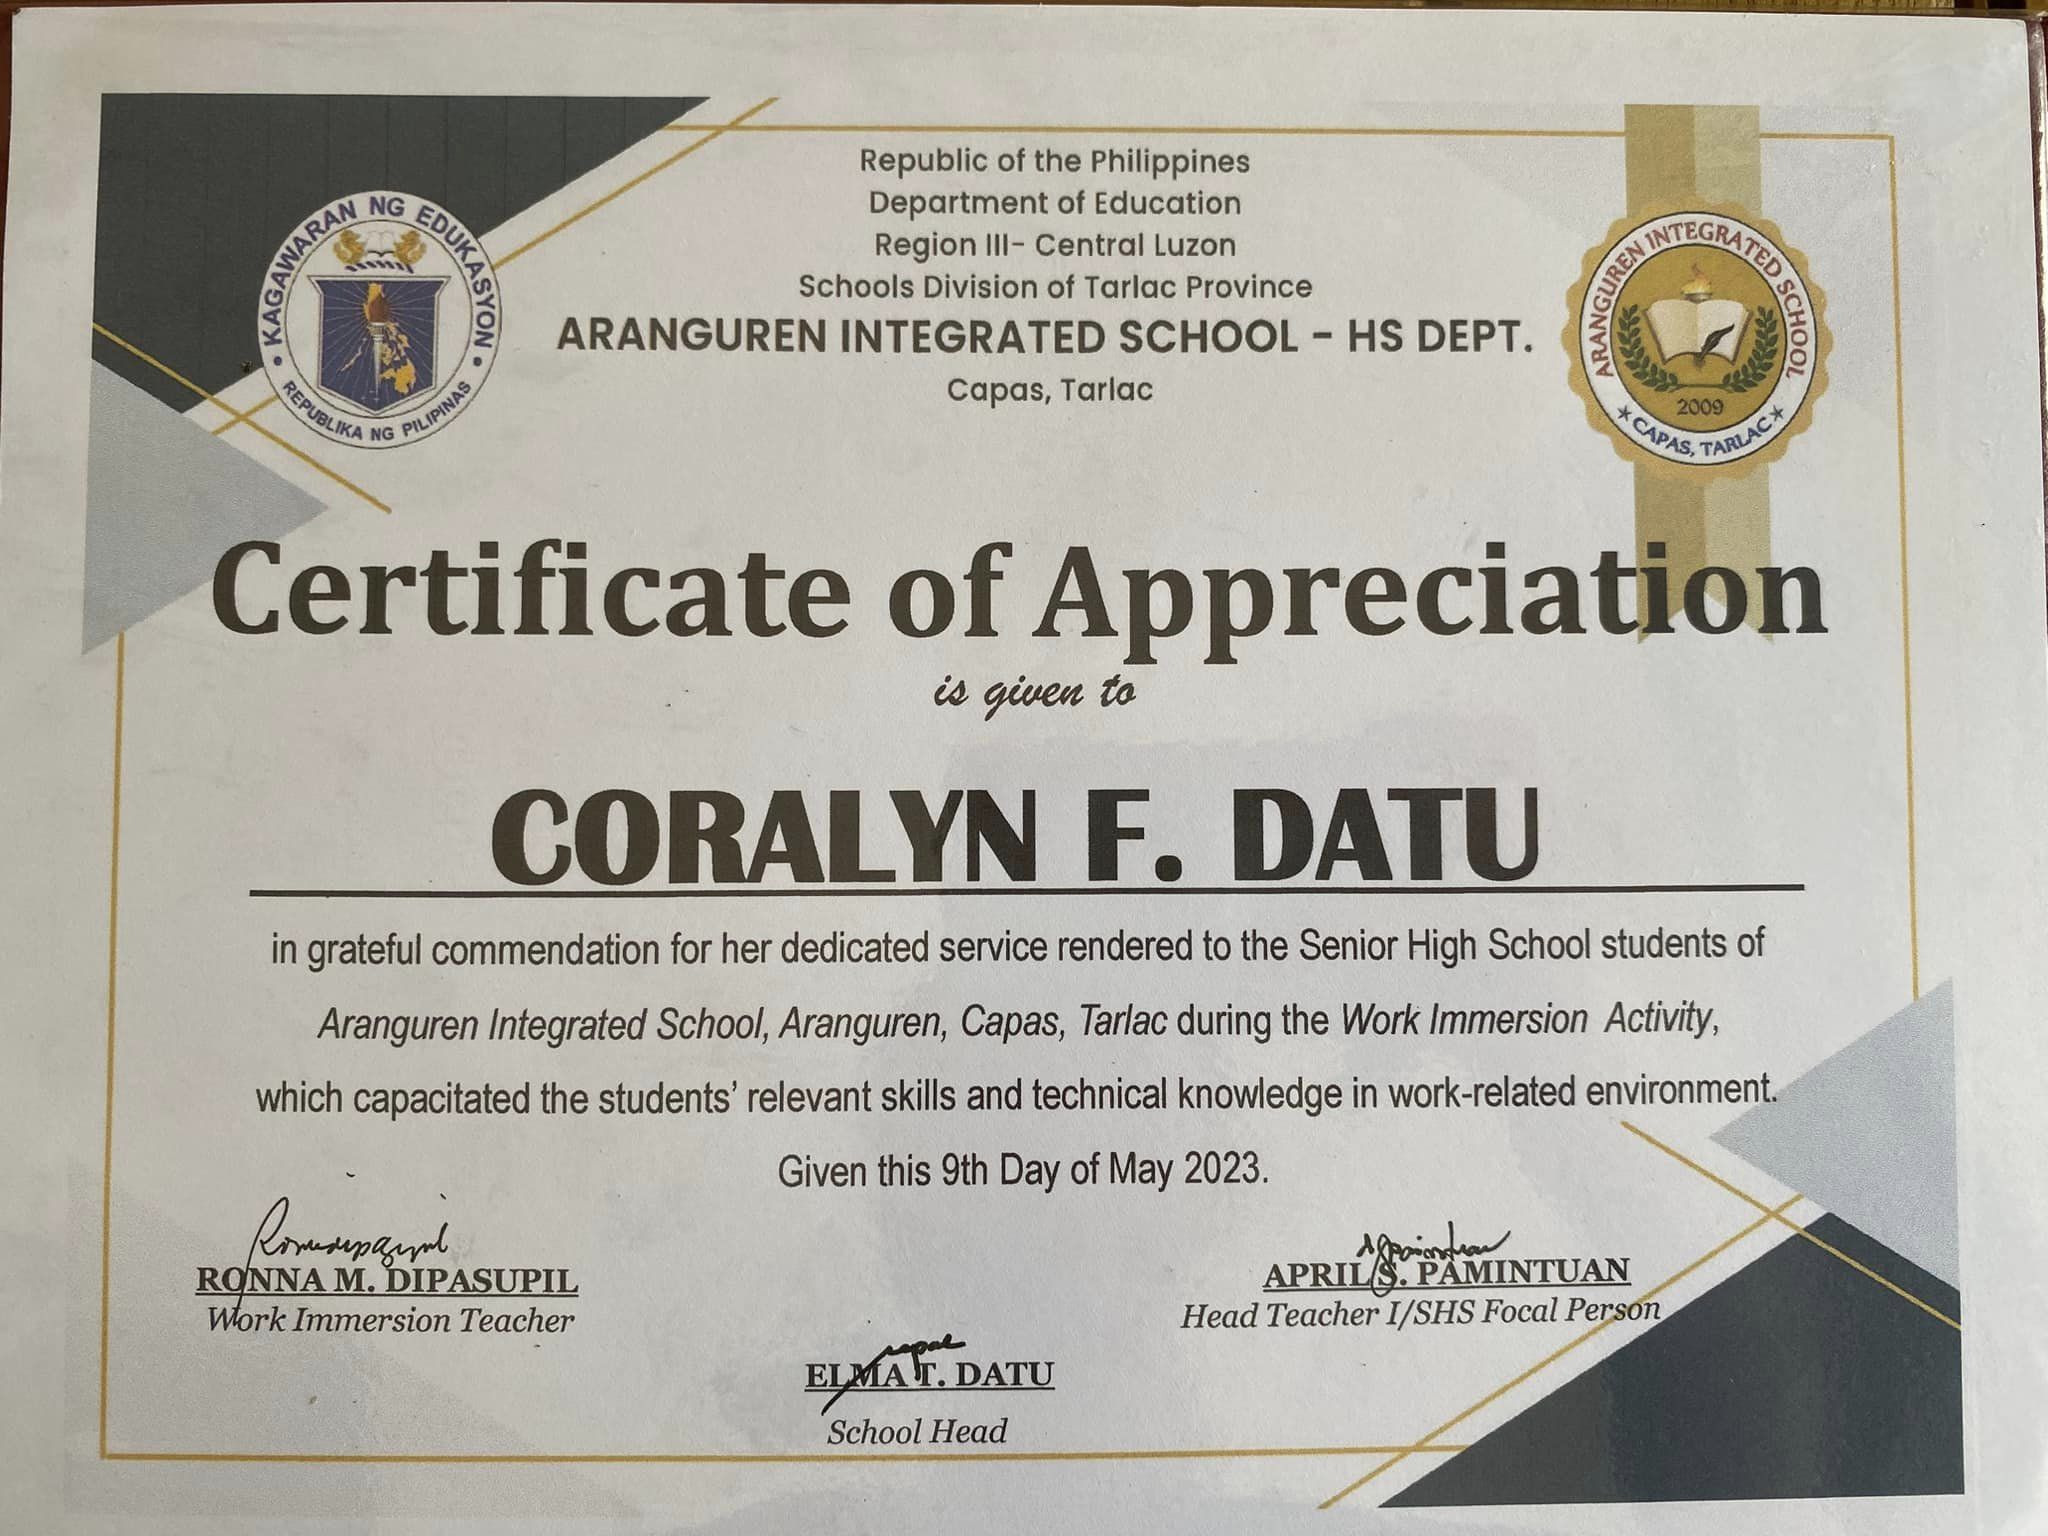 Republic of the Philippines
Department of Education
Region III- Central Luzon
Schools Division of Tarlac Province
ARANGUREN INTEGRATED SCHOOL - HS DEPT.
Capas, Tarlac
KAGAWARAN NG EDUKASYON
REPUBLIKA NG PILIPINAS
ARANGUREN INTEGRATED SCHOOL
2009
CAPAS, TARLAC
Certificate of Appreciation
is given to
CORALYN F. DATU
in grateful commendation for her dedicated service rendered to the Senior High School students of
Aranguren Integrated School, Aranguren, Capas, Tarlac during the Work Immersion Activity,
which capacitated the students’ relevant skills and technical knowledge in work-related environment.
Given this 9th Day of May 2023.
RONNA M. DIPASUPIL
Work Immersion Teacher
APRIL S. PAMINTUAN
Head Teacher I/SHS Focal Person
ELMA T. DATU
School Head